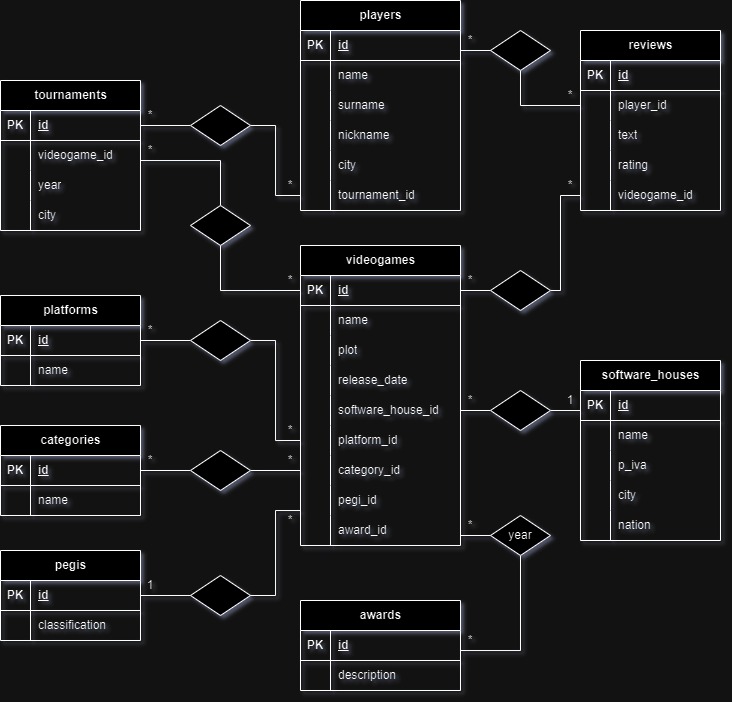 players
PK id
name
surname
nickname
city
tournament_id
*
*
reviews
PK id
player_id
text
rating
videogame_id
*
*
tournaments
PK id
videogame_id
year
city
*
*
*
videogames
PK id
name
plot
release_date
software_house_id
platform_id
category_id
pegi_id
award_id
*
*
*
*
*
*
*
platforms
PK id
name
*
categories
PK id
name
*
pegis
PK id
classification
1
software_houses
PK id
name
p_iva
city
nation
1
year
awards
PK id
description
*